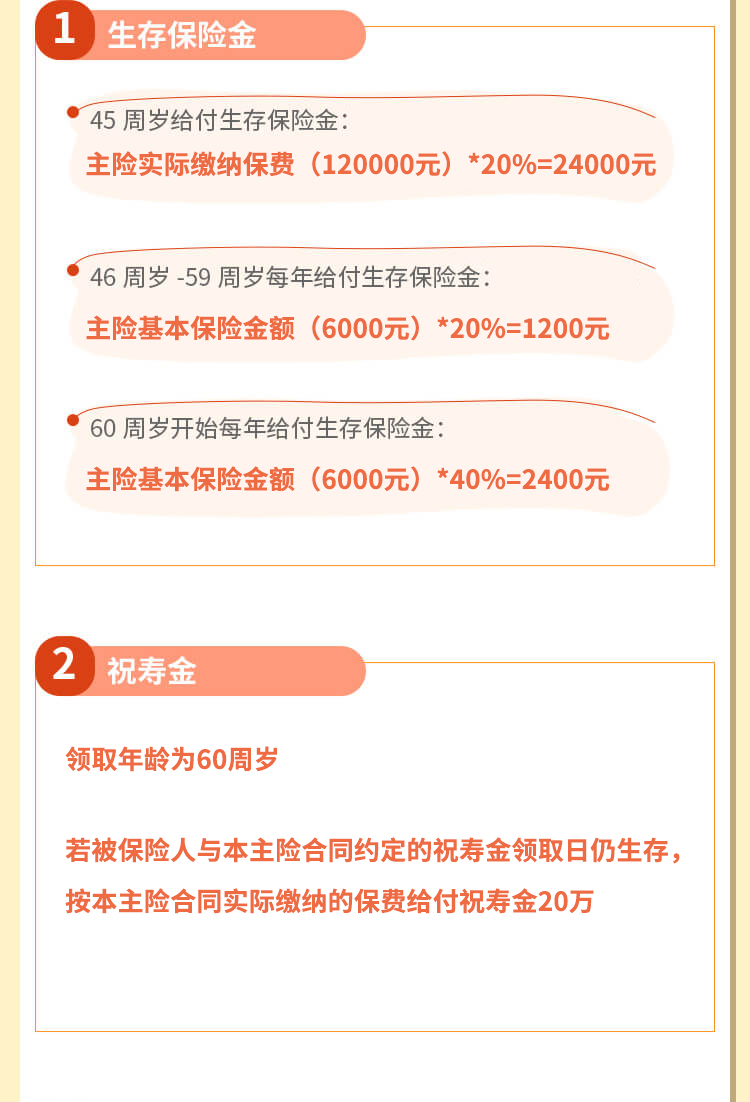 1 生存保险金
45 周岁给付生存保险金：
主险实际缴纳保费（120000元）*20%=24000元
46 周岁 -59 周岁每年给付生存保险金：
主险基本保险金额（6000元）*20%=1200元
60 周岁开始每年给付生存保险金：
主险基本保险金额（6000元）*40%=2400元
2 祝寿金
领取年龄为60周岁
若被保险人与本主险合同约定的祝寿金领取日仍生存，
按本主险合同实际缴纳的保费给付祝寿金20万